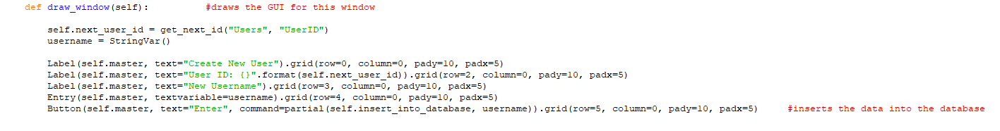 def draw_window(self):          #draws the GUI for this window
self.next_user_id = get_next_id("Users", "UserID")
username = StringVar()
Label(self.master, text="Create New User").grid(row=0, column=0, pady=10, padx=5)
Label(self.master, text="User ID: {}".format(self.next_user_id)).grid(row=2, column=0, pady=10, padx=5)
Label(self.master, text="New Username").grid(row=3, column=0, pady=10, padx=5)
Entry(self.master, textvariable=username).grid(row=4, column=0, pady=10, padx=5)
Button(self.master, text="Enter", command=partial(self.insert_into_database, username)).grid(row=5, column=0, pady=10, padx=5)     #inserts the data into the database